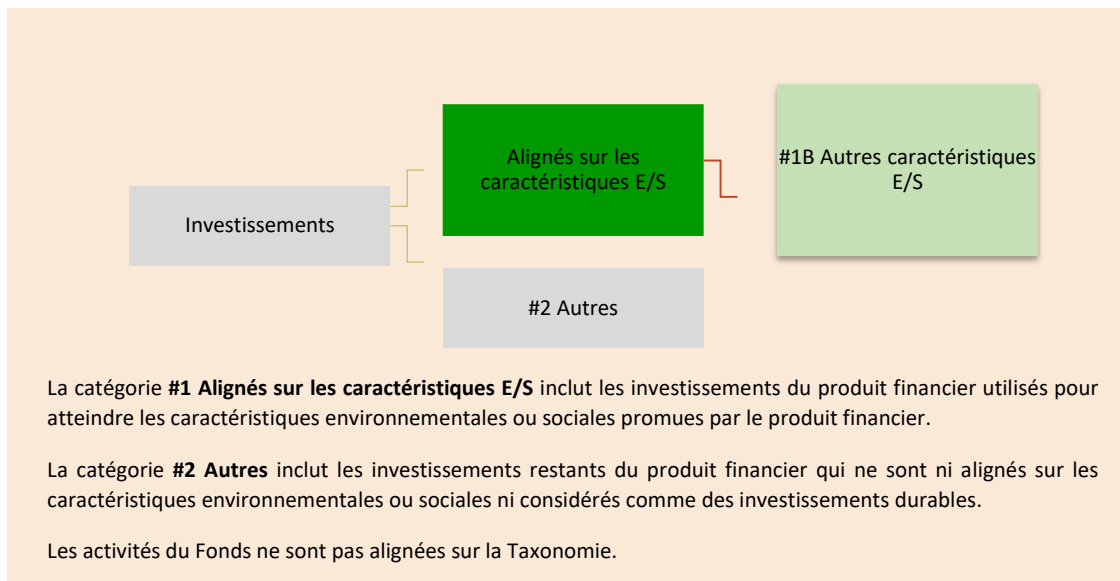 Investissements
Alignés sur les
caractéristiques E/S
#1B Autres caractéristiques
E/S
#2 Autres
La catégorie #1 Alignés sur les caractéristiques E/S inclut les investissements du produit financier utilisés pour
atteindre les caractéristiques environnementales ou sociales promues par le produit financier.
La catégorie #2 Autres inclut les investissements restants du produit financier qui ne sont ni alignés sur les
caractéristiques environnementales ou sociales ni considérés comme des investissements durables.
Les activités du Fonds ne sont pas alignées sur la Taxonomie.